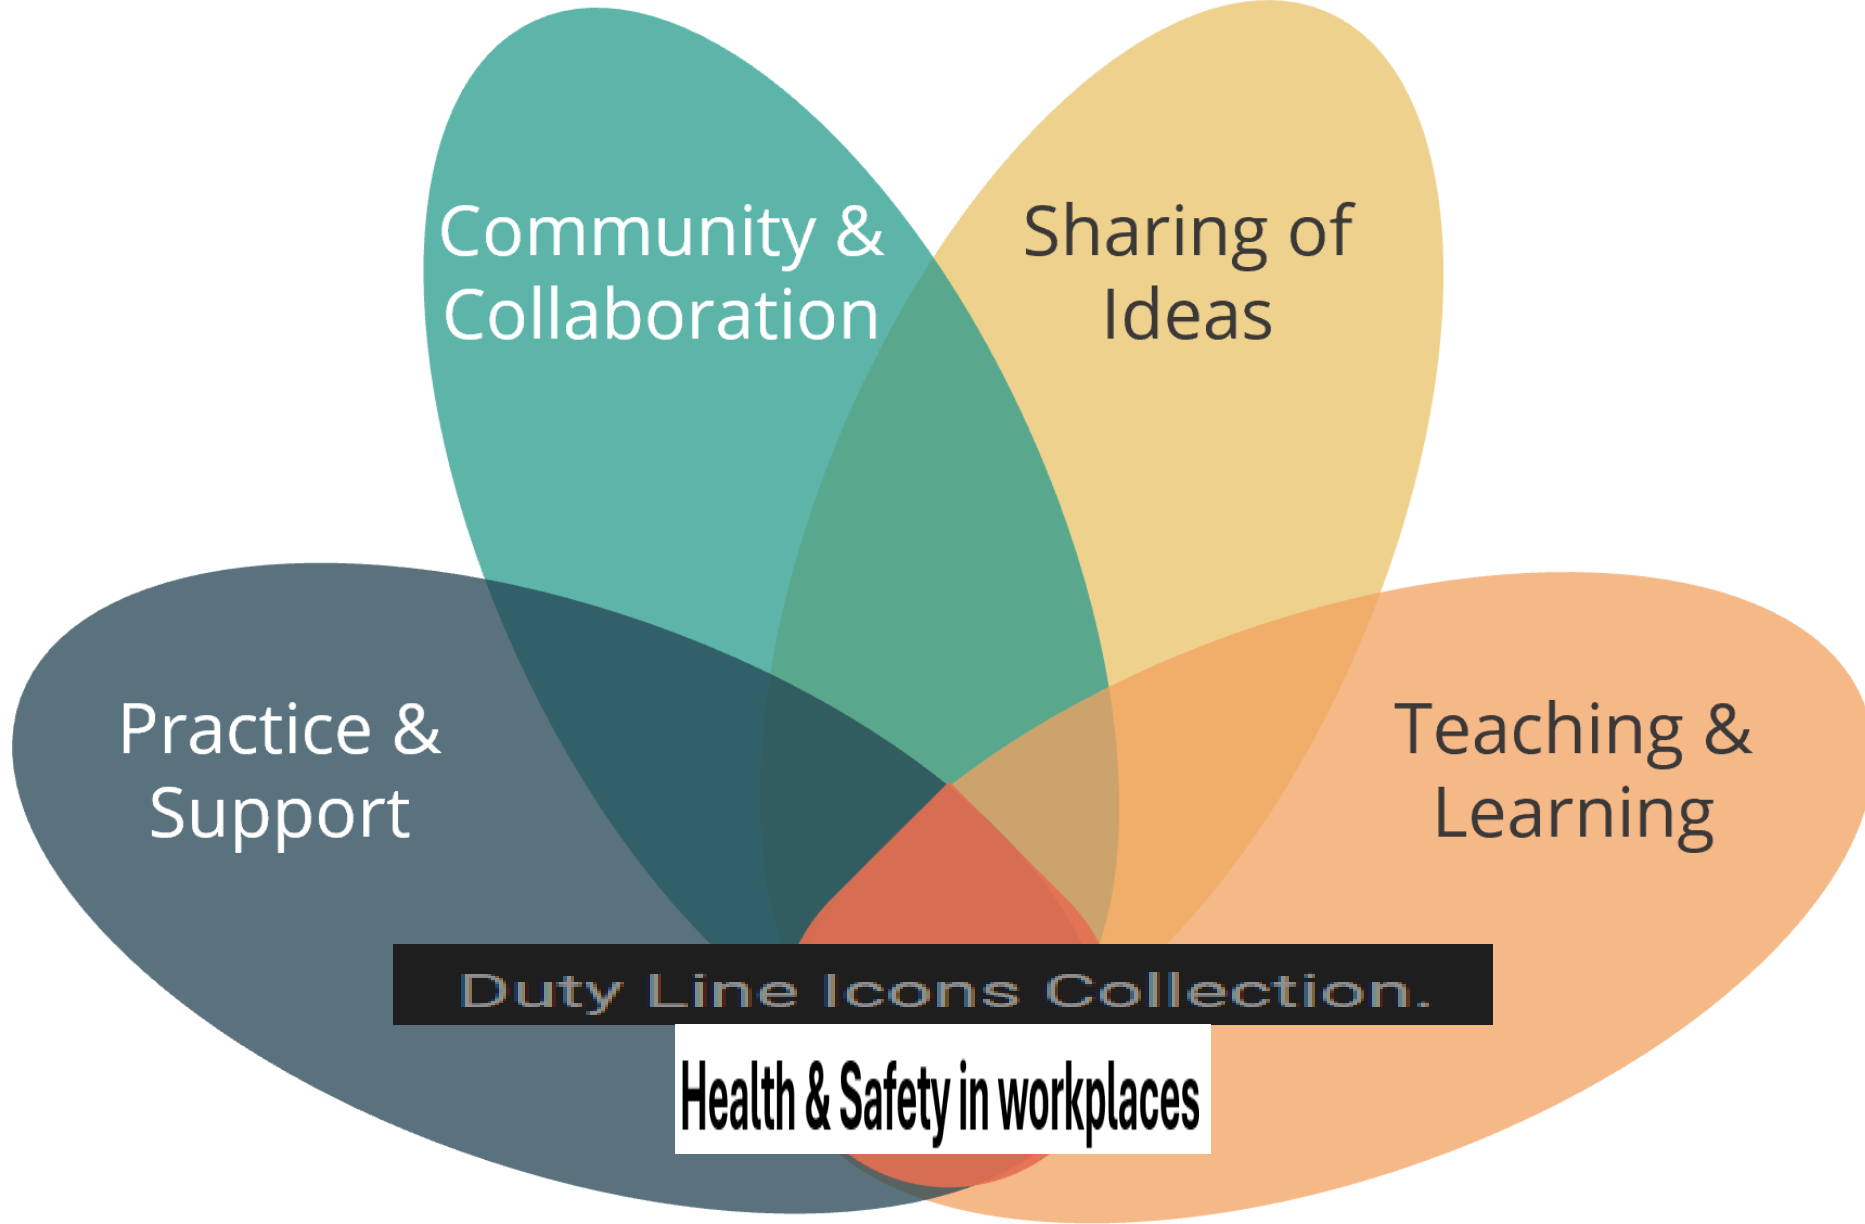 Community &
Collaboration
Sharing of
Ideas
Practice &
Support
Teaching &
Learning
Duty Line Icons Collection.
Health & Safety in workplaces